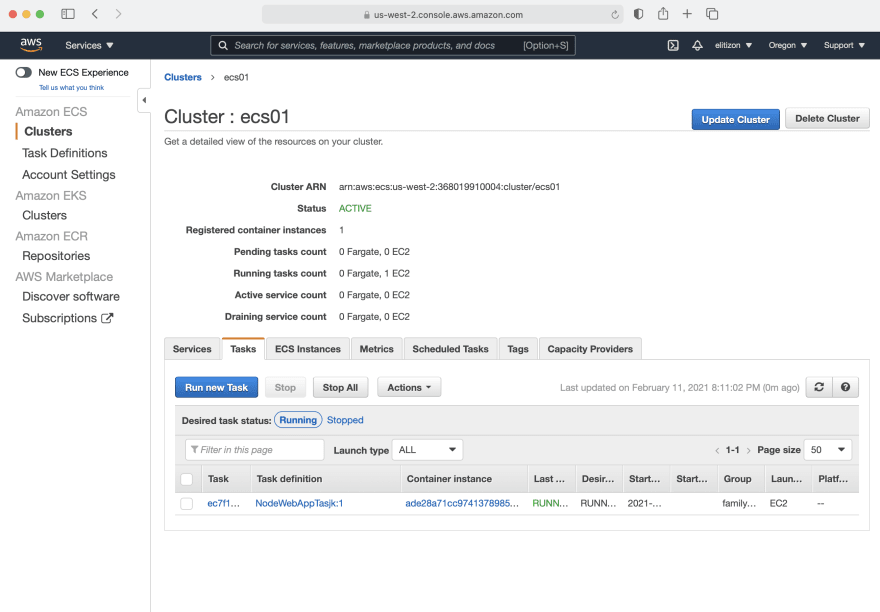 us-west-2.console.aws.amazon.com
aws Services Search for services, features, marketplace products, and docs [Option+S] elitizon Oregon Support
New ECS Experience
Tell us what you think
Amazon ECS
Clusters
Task Definitions
Account Settings
Amazon EKS
Clusters
Amazon ECR
Repositories
AWS Marketplace
Discover software
Subscriptions
Clusters > ecs01
Cluster : ecs01
Update Cluster Delete Cluster
Get a detailed view of the resources on your cluster.
Cluster ARN arn:aws:ecs:us-west-2:368019910004:cluster/ecs01
Status ACTIVE
Registered container instances 1
Pending tasks count 0 Fargate, 0 EC2
Running tasks count 0 Fargate, 1 EC2
Active service count 0 Fargate, 0 EC2
Draining service count 0 Fargate, 0 EC2
Services Tasks ECS Instances Metrics Scheduled Tasks Tags Capacity Providers
Run new Task Stop Stop All Actions Last updated on February 11, 2021 8:11:02 PM (0m ago)
Desired task status: Running Stopped
Filter in this page Launch type ALL < 1-1 > Page size 50
Task Task definition Container instance Last ... Desir... Start... Start... Group Laun... Platf...
ec7f1... NodeWebAppTasjk:1 ade28a71cc9741378985... RUNN... RUNN... 2021-... family... EC2 --